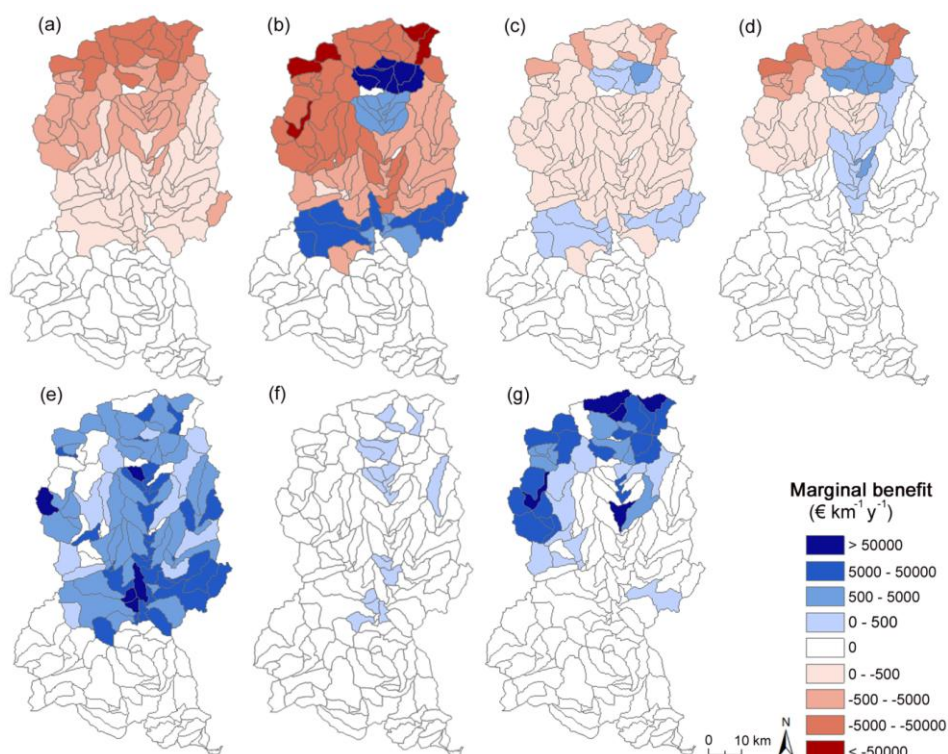 (a)
(b)
(c)
(d)
(e)
(f)
(g)
Marginal benefit
(€ km⁻¹ y⁻¹)
> 50000
5000 - 50000
500 - 5000
0 - 500
0
0 - -500
-500 - -5000
-5000 - -50000
< -50000
N
0 10 km